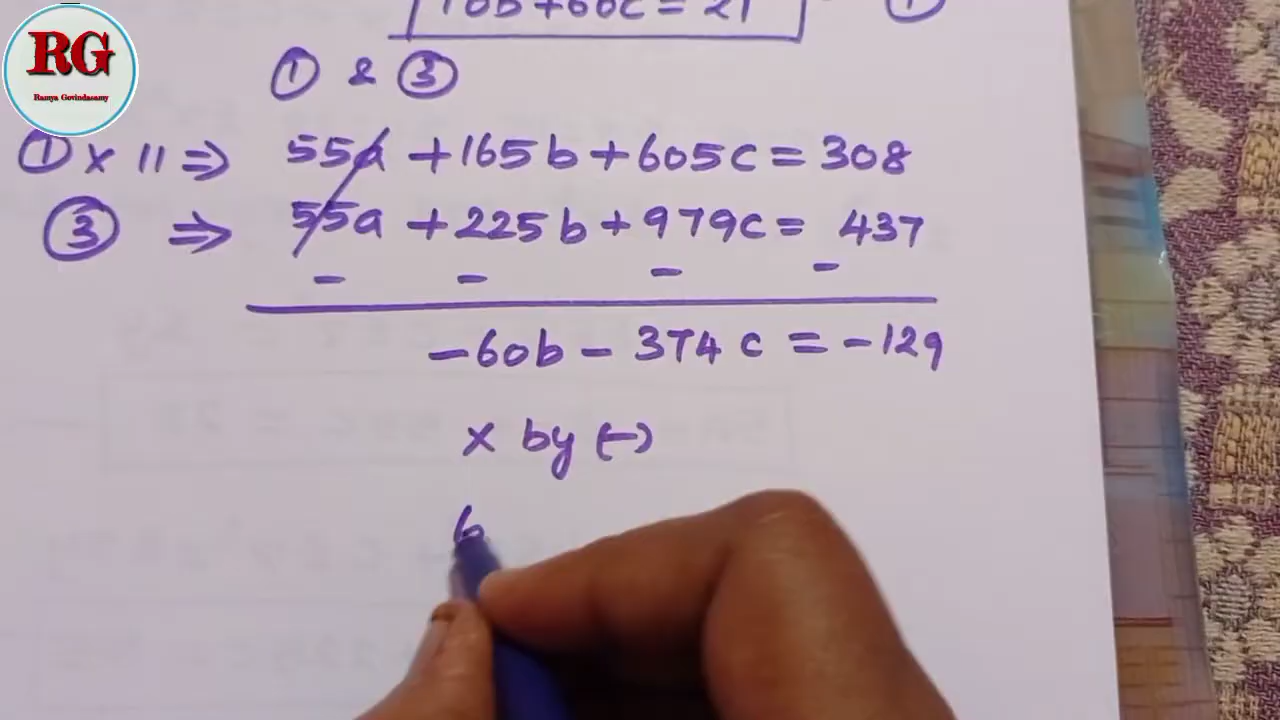 RG
Ramya Govindasamy
① & ③
① x 11 ⇒ 55a + 165b + 605c = 308
③ ⇒ 55a + 225b + 979c = 437
- - - -
-60b - 374c = -129
x by (-)
6